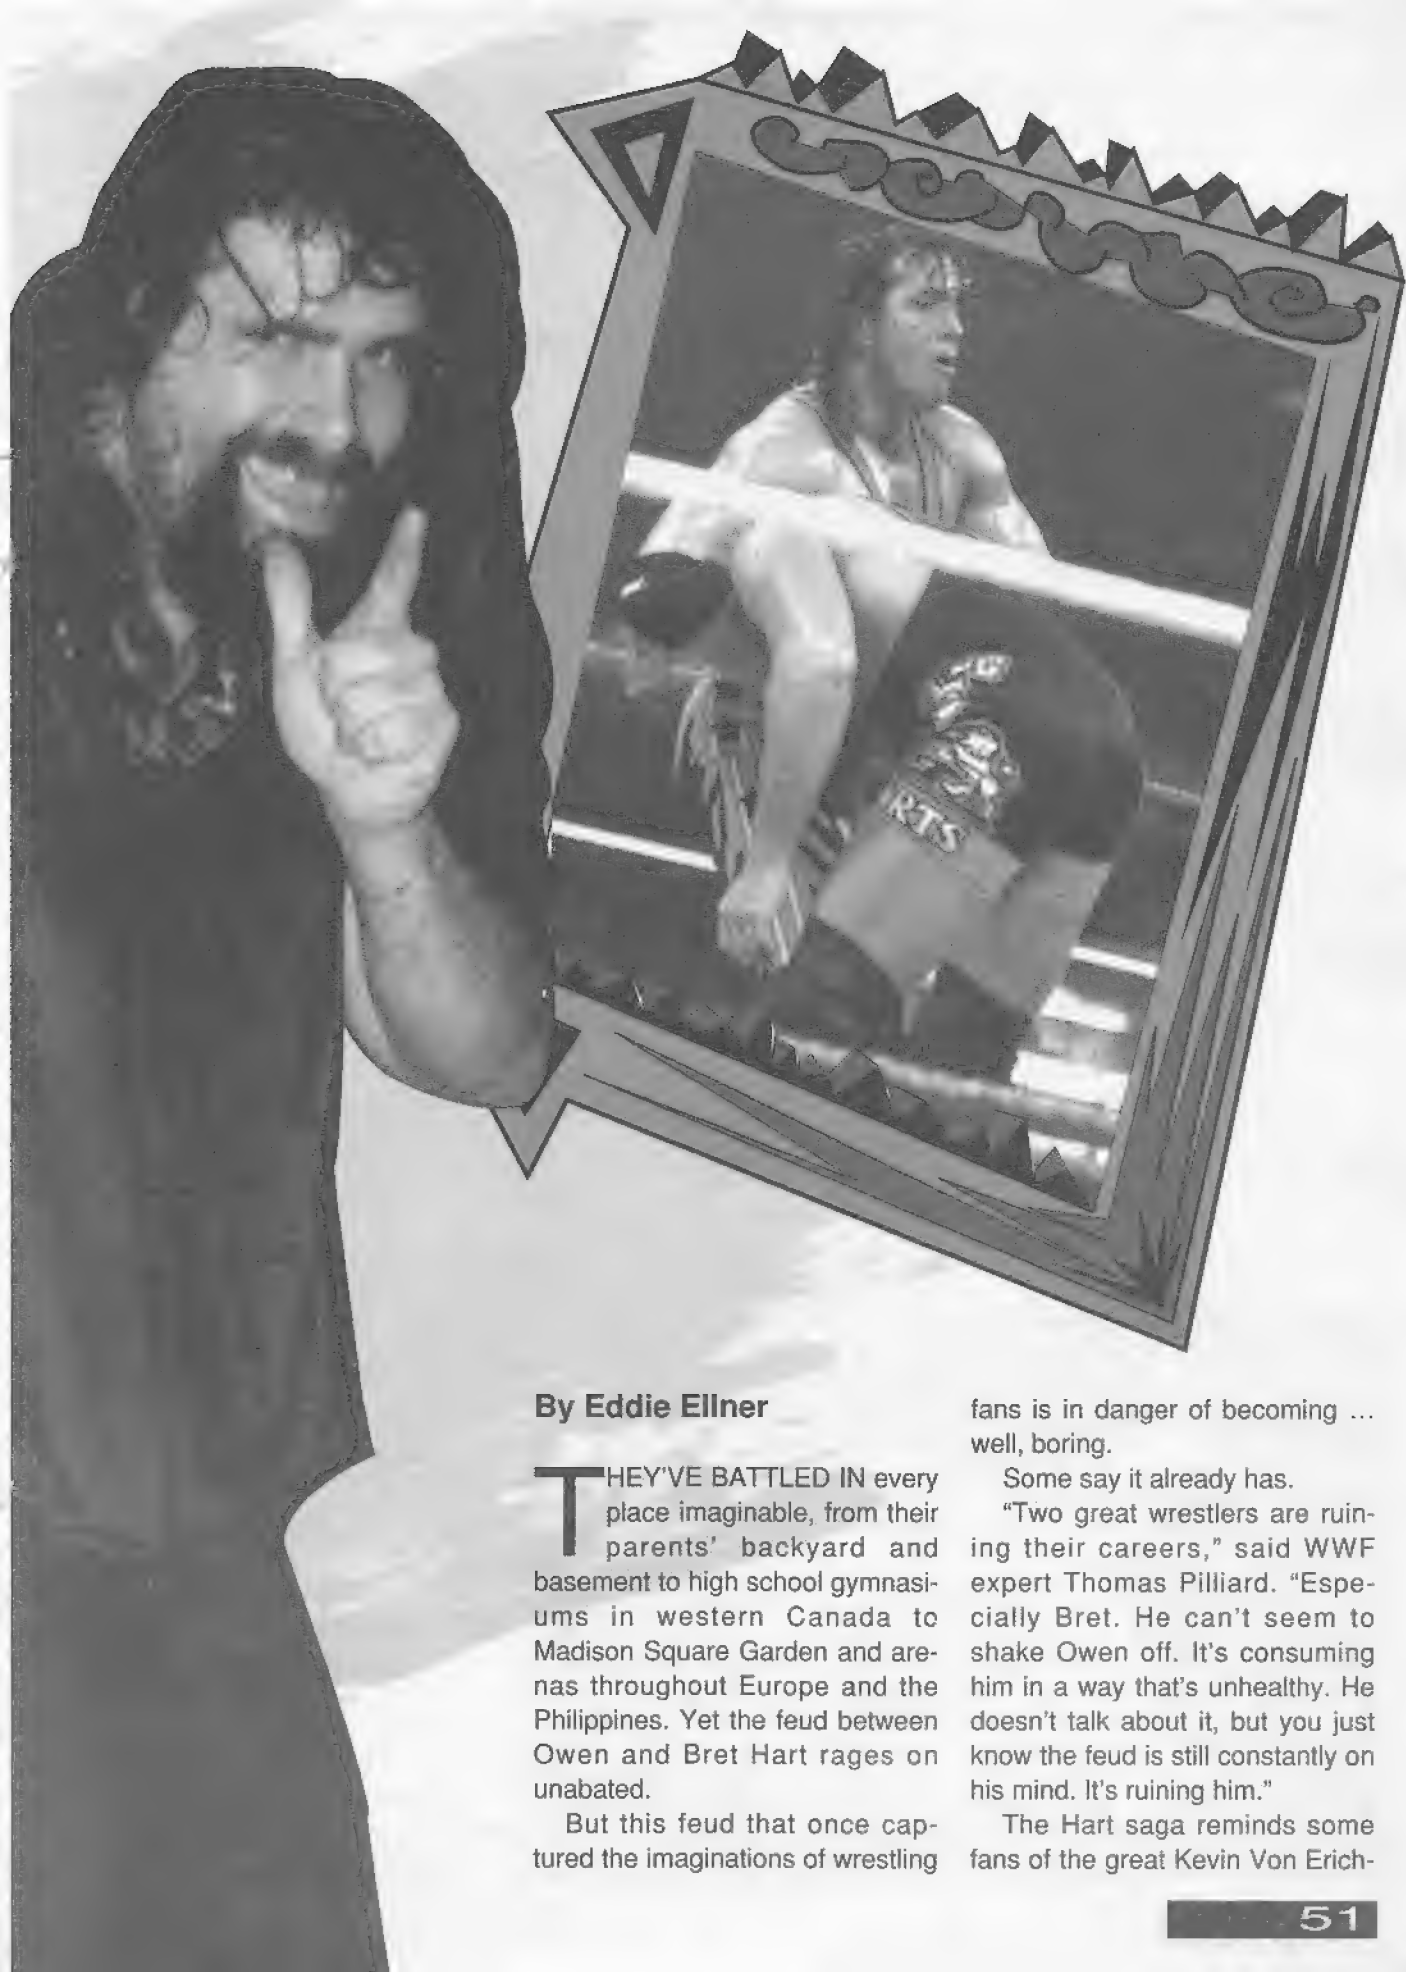 RTS
By Eddie Ellner
THEY'VE BATTLED IN every
place imaginable, from their
parents' backyard and
basement to high school gymnasi-
ums in western Canada to
Madison Square Garden and are-
nas throughout Europe and the
Philippines. Yet the feud between
Owen and Bret Hart rages on
unabated.
But this feud that once cap-
tured the imaginations of wrestling
fans is in danger of becoming ...
well, boring.
Some say it already has.
"Two great wrestlers are ruin-
ing their careers," said WWF
expert Thomas Pilliard. "Espe-
cially Bret. He can't seem to
shake Owen off. It's consuming
him in a way that's unhealthy. He
doesn't talk about it, but you just
know the feud is still constantly on
his mind. It's ruining him."
The Hart saga reminds some
fans of the great Kevin Von Erich-
51